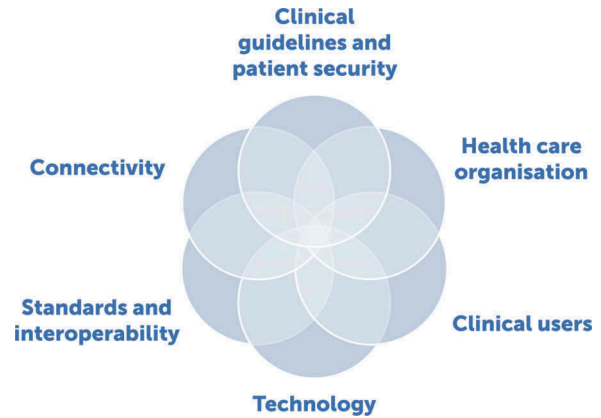 Clinical
guidelines and
patient security
Connectivity
Health care
organisation
Standards and
interoperability
Clinical users
Technology